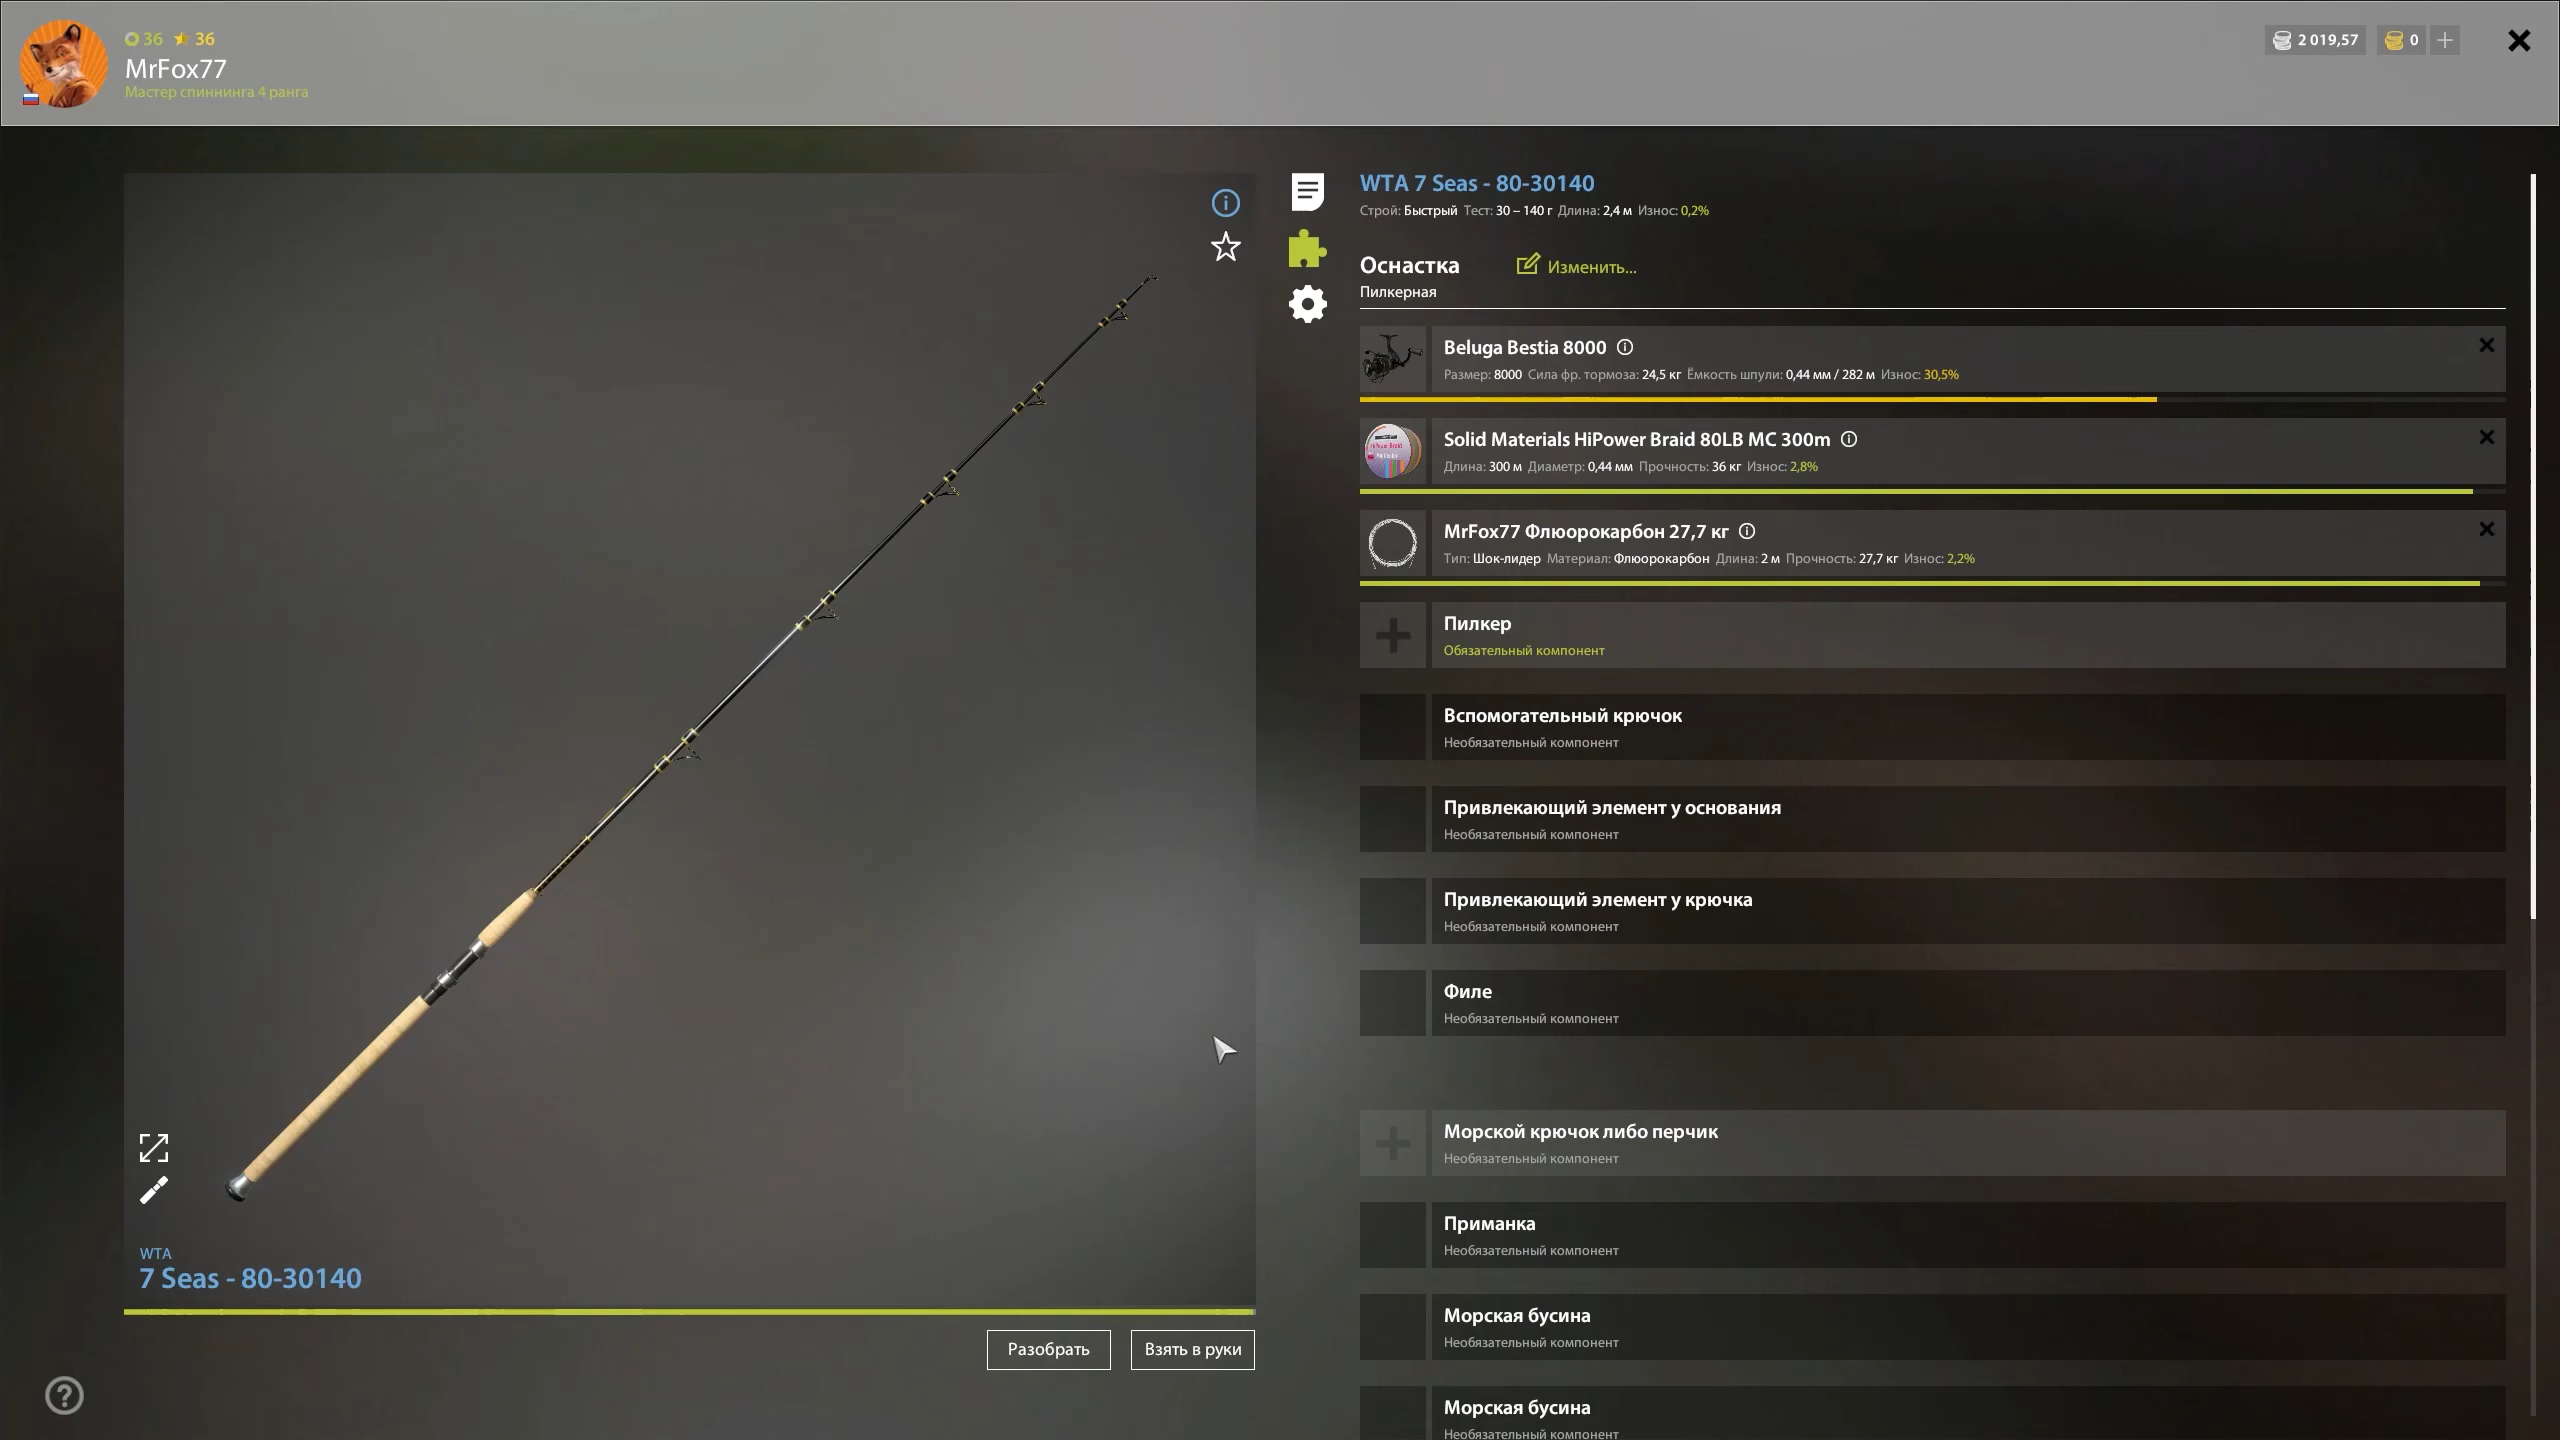 36 36
MrFox77
Мастер спиннинга 4 ранга
2 019,57
0
WTA 7 Seas - 80-30140
Строй: Быстрый Тест: 30 – 140 г Длина: 2,4 м Износ: 0,2%
Оснастка
Изменить...
Пилкерная
Beluga Bestia 8000
Размер: 8000 Сила фр. тормоза: 24,5 кг Ёмкость шпули: 0,44 мм / 282 м Износ: 30,5%
Solid Materials HiPower Braid 80LB MC 300m
Длина: 300 м Диаметр: 0,44 мм Прочность: 36 кг Износ: 2,8%
MrFox77 Флюорокарбон 27,7 кг
Тип: Шок-лидер Материал: Флюорокарбон Длина: 2 м Прочность: 27,7 кг Износ: 2,2%
Пилкер
Обязательный компонент
Вспомогательный крючок
Необязательный компонент
Привлекающий элемент у основания
Необязательный компонент
Привлекающий элемент у крючка
Необязательный компонент
Филе
Необязательный компонент
Морской крючок либо перчик
Необязательный компонент
Приманка
Необязательный компонент
Морская бусина
Необязательный компонент
Морская бусина
Необязательный компонент
WTA
7 Seas - 80-30140
Разобрать
Взять в руки